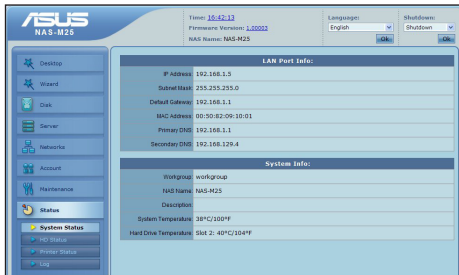 ASUS
NAS-M25
Time: 16:42:13
Firmware Version: 1.00003
NAS Name: NAS-M25
Language:
English
Ok
Shutdown:
Shutdown
Ok
Desktop
Wizard
Disk
Server
Networks
Account
Maintenance
Status
System Status
HD Status
Printer Status
Log
LAN Port Info:
IP Address: 192.168.1.5
Subnet Mask: 255.255.255.0
Default Gateway: 192.168.1.1
MAC Address: 00:50:82:09:10:01
Primary DNS: 192.168.1.1
Secondary DNS: 192.168.129.4
System Info:
Workgroup: workgroup
NAS Name: NAS-M25
Description:
System Temperature: 38°C/100°F
Hard Drive Temperature: Slot 2: 40°C/104°F